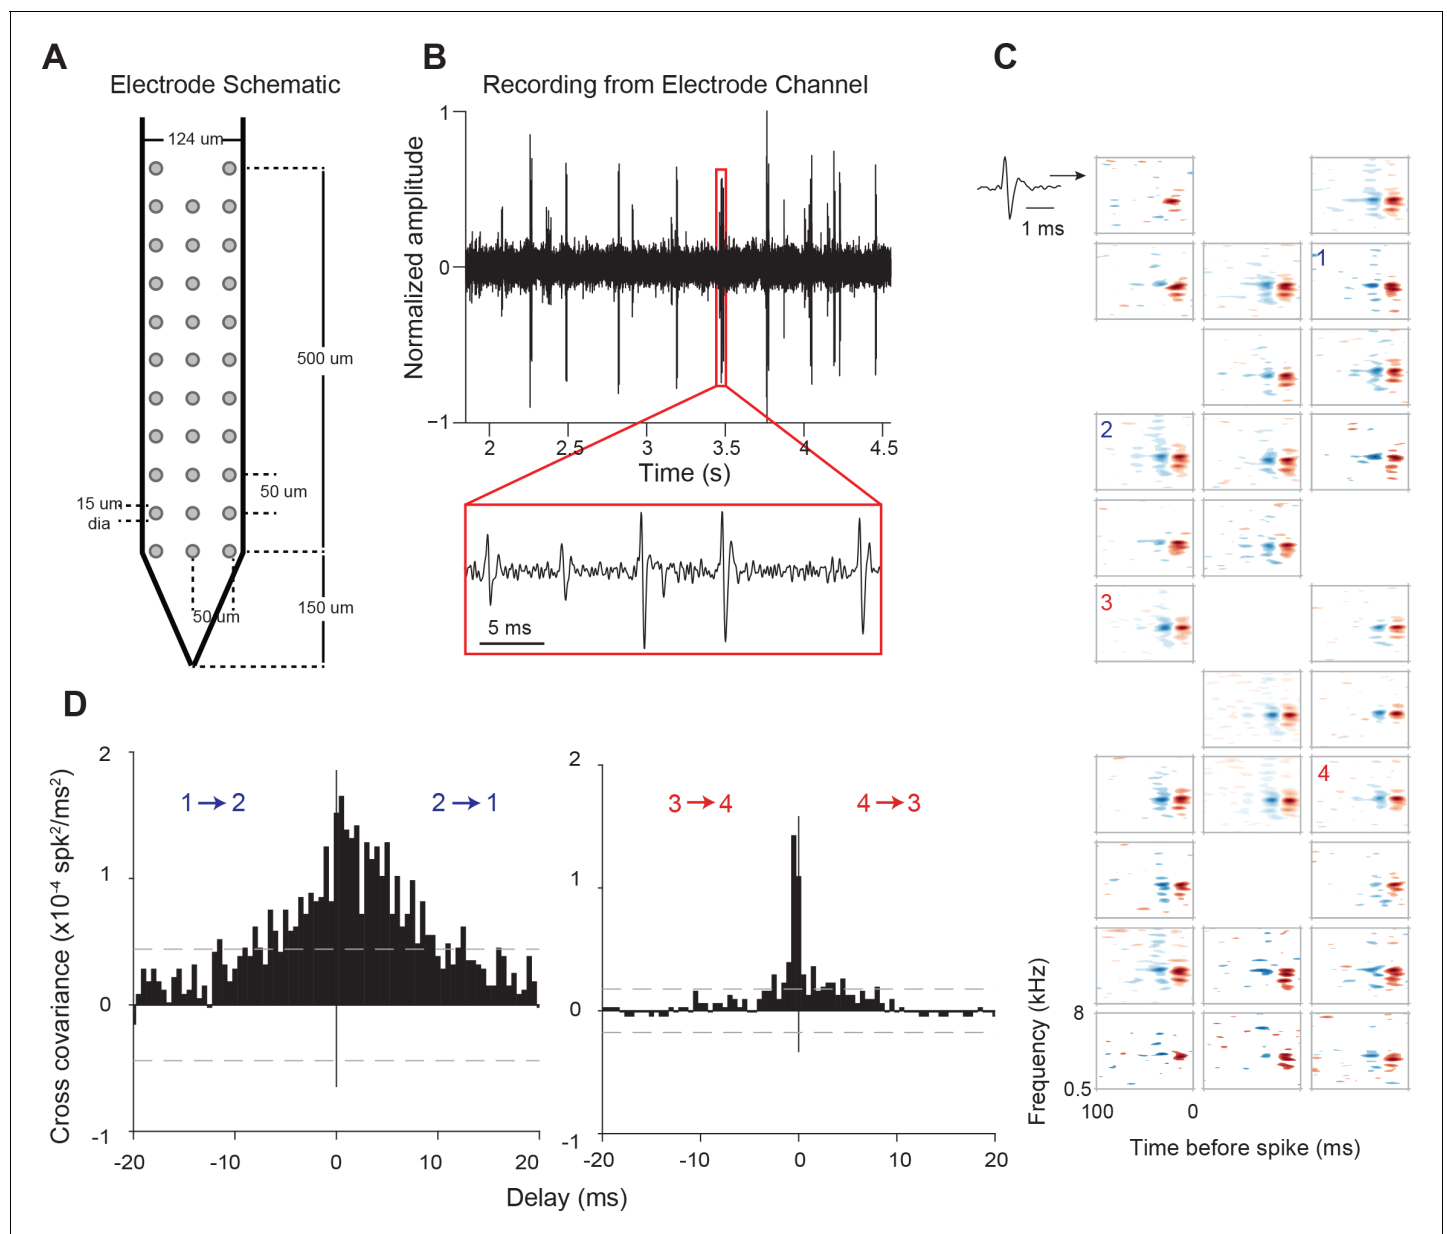 A
Electrode Schematic
124 um
500 um
50 um
15 um
dia
50 um
150 um
B
Recording from Electrode Channel
Normalized amplitude
1
0
−1
2
2.5
3
3.5
4
4.5
Time (s)
5 ms
C
1 ms
1
2
3
4
Frequency (kHz)
8
0.5
100
0
Time before spike (ms)
D
Cross covariance (x10⁻⁴ spk²/ms²)
2
1
0
-1
1→2
2→1
-20
-10
0
10
20
2
1
0
-1
3→4
4→3
-20
-10
0
10
20
Delay (ms)